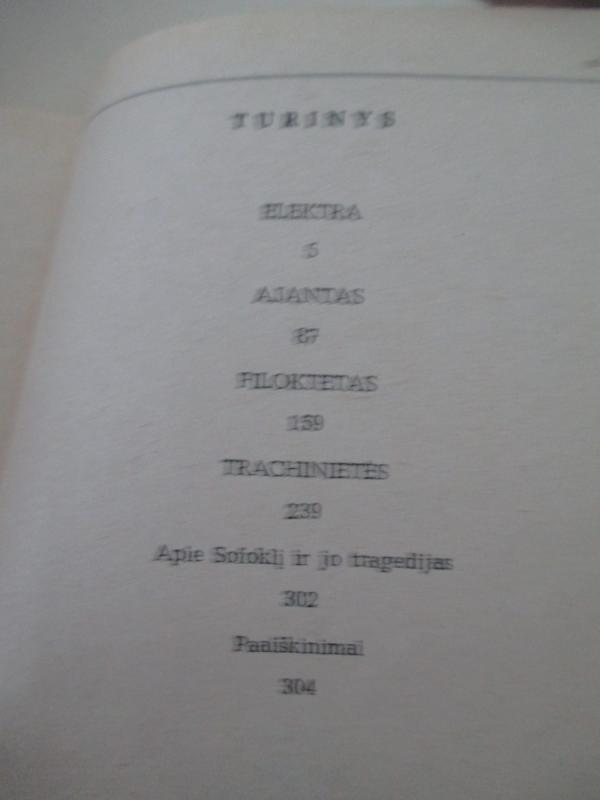 TURINYS
ELEKTRA
5
AJANTAS
87
FILOKTETAS
159
TRACHINIETĖS
239
Apie Sofoklį ir jo tragedijas
302
Paaiškinimai
304